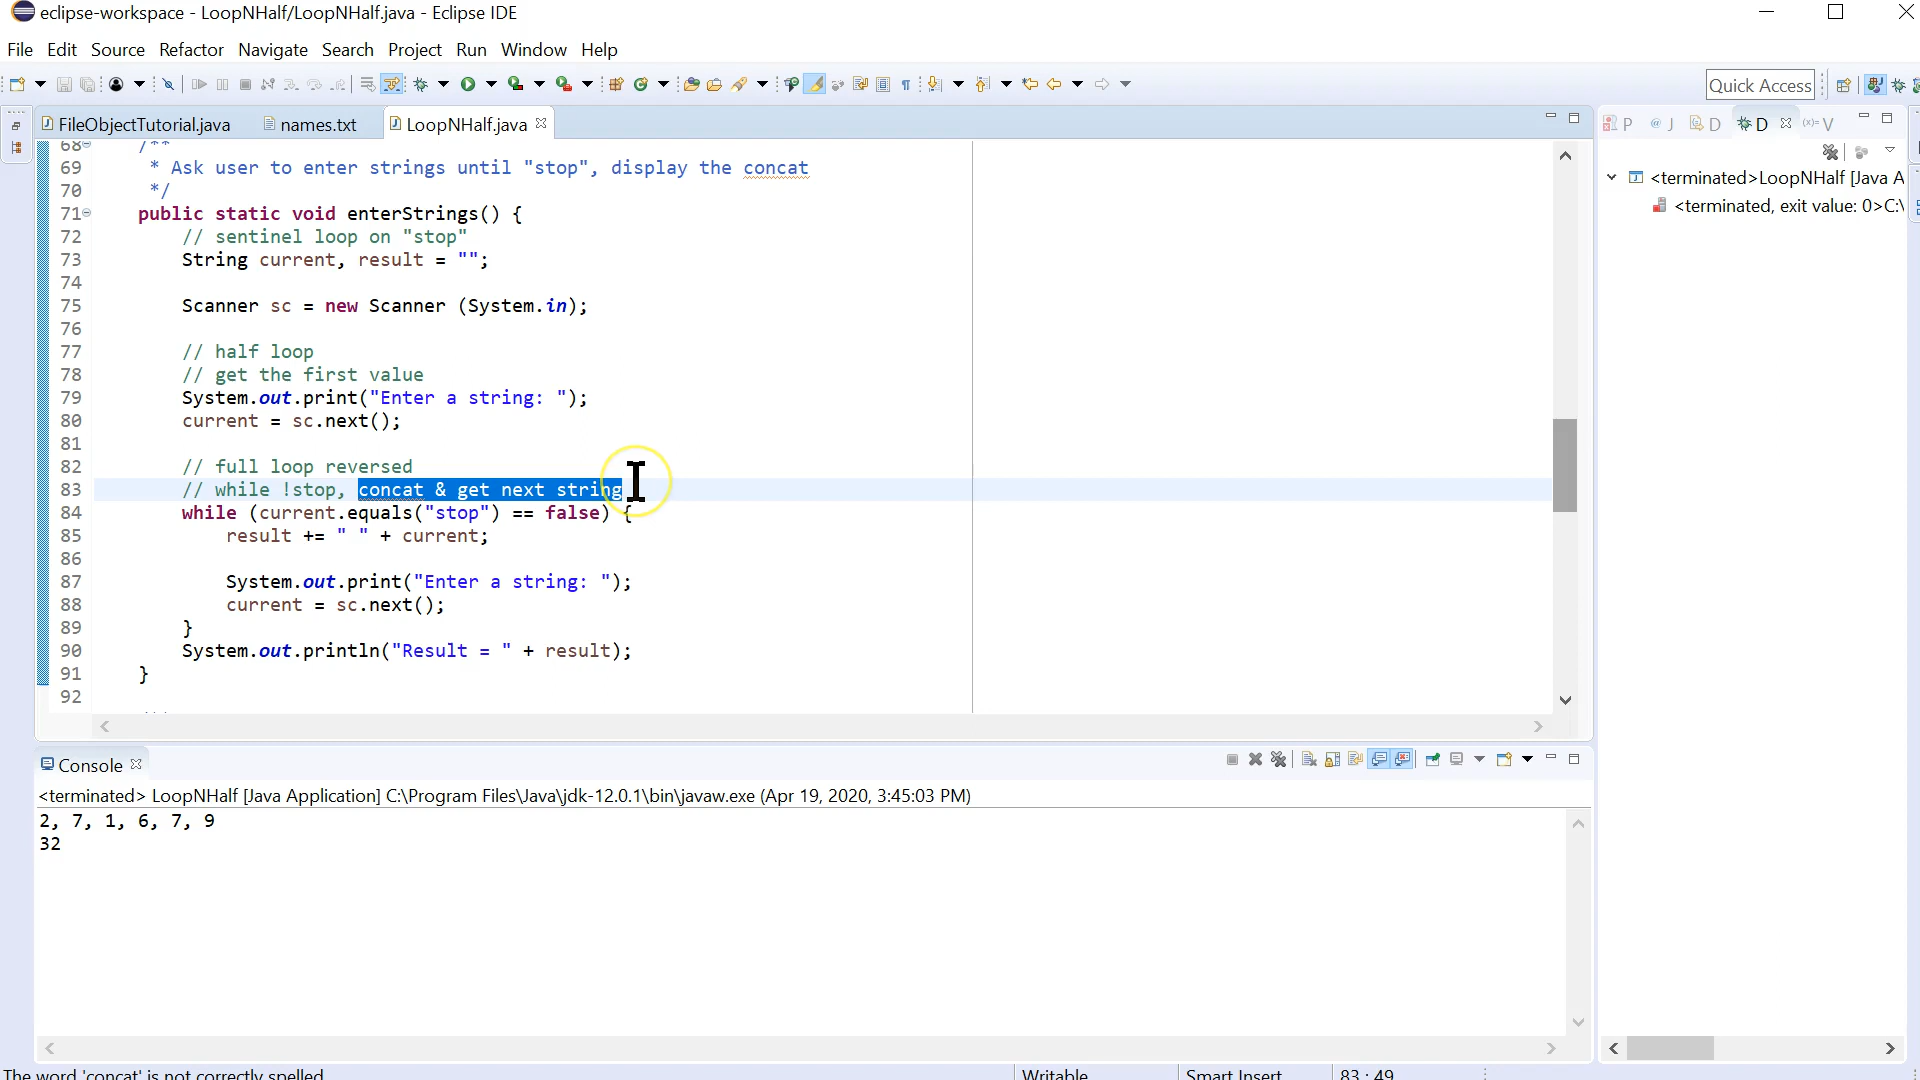 eclipse-workspace - LoopNHalf/LoopNHalf.java - Eclipse IDE
File Edit Source Refactor Navigate Search Project Run Window Help
Quick Access
FileObjectTutorial.java names.txt LoopNHalf.java
P J D D V
68 /**
69 * Ask user to enter strings until "stop", display the concat
70 */
71 public static void enterStrings() {
72 // sentinel loop on "stop"
73 String current, result = "";
74
75 Scanner sc = new Scanner (System.in);
76
77 // half loop
78 // get the first value
79 System.out.print("Enter a string: ");
80 current = sc.next();
81
82 // full loop reversed
83 // while !stop, concat & get next string
84 while (current.equals("stop") == false) {
85 result += " " + current;
86
87 System.out.print("Enter a string: ");
88 current = sc.next();
89 }
90 System.out.println("Result = " + result);
91 }
92
<terminated>LoopNHalf [Java A
<terminated, exit value: 0>C:\
Console
<terminated> LoopNHalf [Java Application] C:\Program Files\Java\jdk-12.0.1\bin\javaw.exe (Apr 19, 2020, 3:45:03 PM)
2, 7, 1, 6, 7, 9
32
The word 'concat' is not correctly spelled Writable Smart Insert 83 : 49